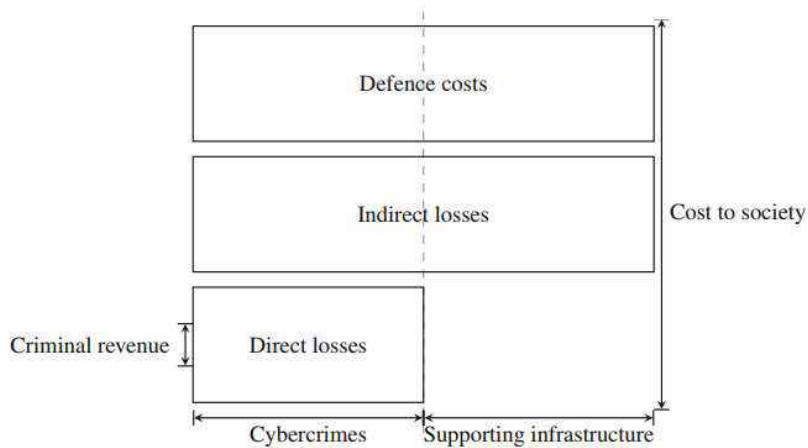 Defence costs
Indirect losses
Cost to society
Criminal revenue
Direct losses
Cybercrimes
Supporting infrastructure